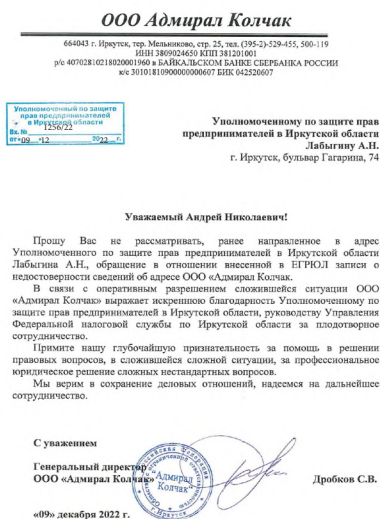 ООО Адмирал Колчак
664043 г. Иркутск, тер. Мельниково, стр. 25, тел. (395-2)-529-455, 500-119
ИНН 3809024650 КПП 381201001
р/с 40702810218020001960 в БАЙКАЛЬСКОМ БАНКЕ СБЕРБАНКА РОССИИ
к/с 30101810900000000607 БИК 042520607
Уполномоченный по защите
прав предпринимателей
в Иркутской области
Вх. № 1256/22
от «09» 12 2022 г.
Уполномоченному по защите прав
предпринимателей в Иркутской области
Лабыгину А.Н.
г. Иркутск, бульвар Гагарина, 74
Уважаемый Андрей Николаевич!
Прошу Вас не рассматривать, ранее направленное в адрес
Уполномоченного по защите прав предпринимателей в Иркутской области
Лабыгина А.Н., обращение в отношении внесенной в ЕГРЮЛ записи о
недостоверности сведений об адресе ООО «Адмирал Колчак.
В связи с оперативным разрешением сложившейся ситуации ООО
«Адмирал Колчак» выражает искреннюю благодарность Уполномоченному по
защите прав предпринимателей в Иркутской области, руководству Управления
Федеральной налоговой службы по Иркутской области за плодотворное
сотрудничество.
Примите нашу глубочайшую признательность за помощь в решении
правовых вопросов, в сложившейся сложной ситуации, за профессиональное
юридическое решение сложных нестандартных вопросов.
Мы верим в сохранение деловых отношений, надеемся на дальнейшее
сотрудничество.
С уважением
Генеральный директор
ООО «Адмирал Колчак»
"Адмирал
Колчак"
г.Иркутск
Дробков С.В.
«09» декабря 2022 г.